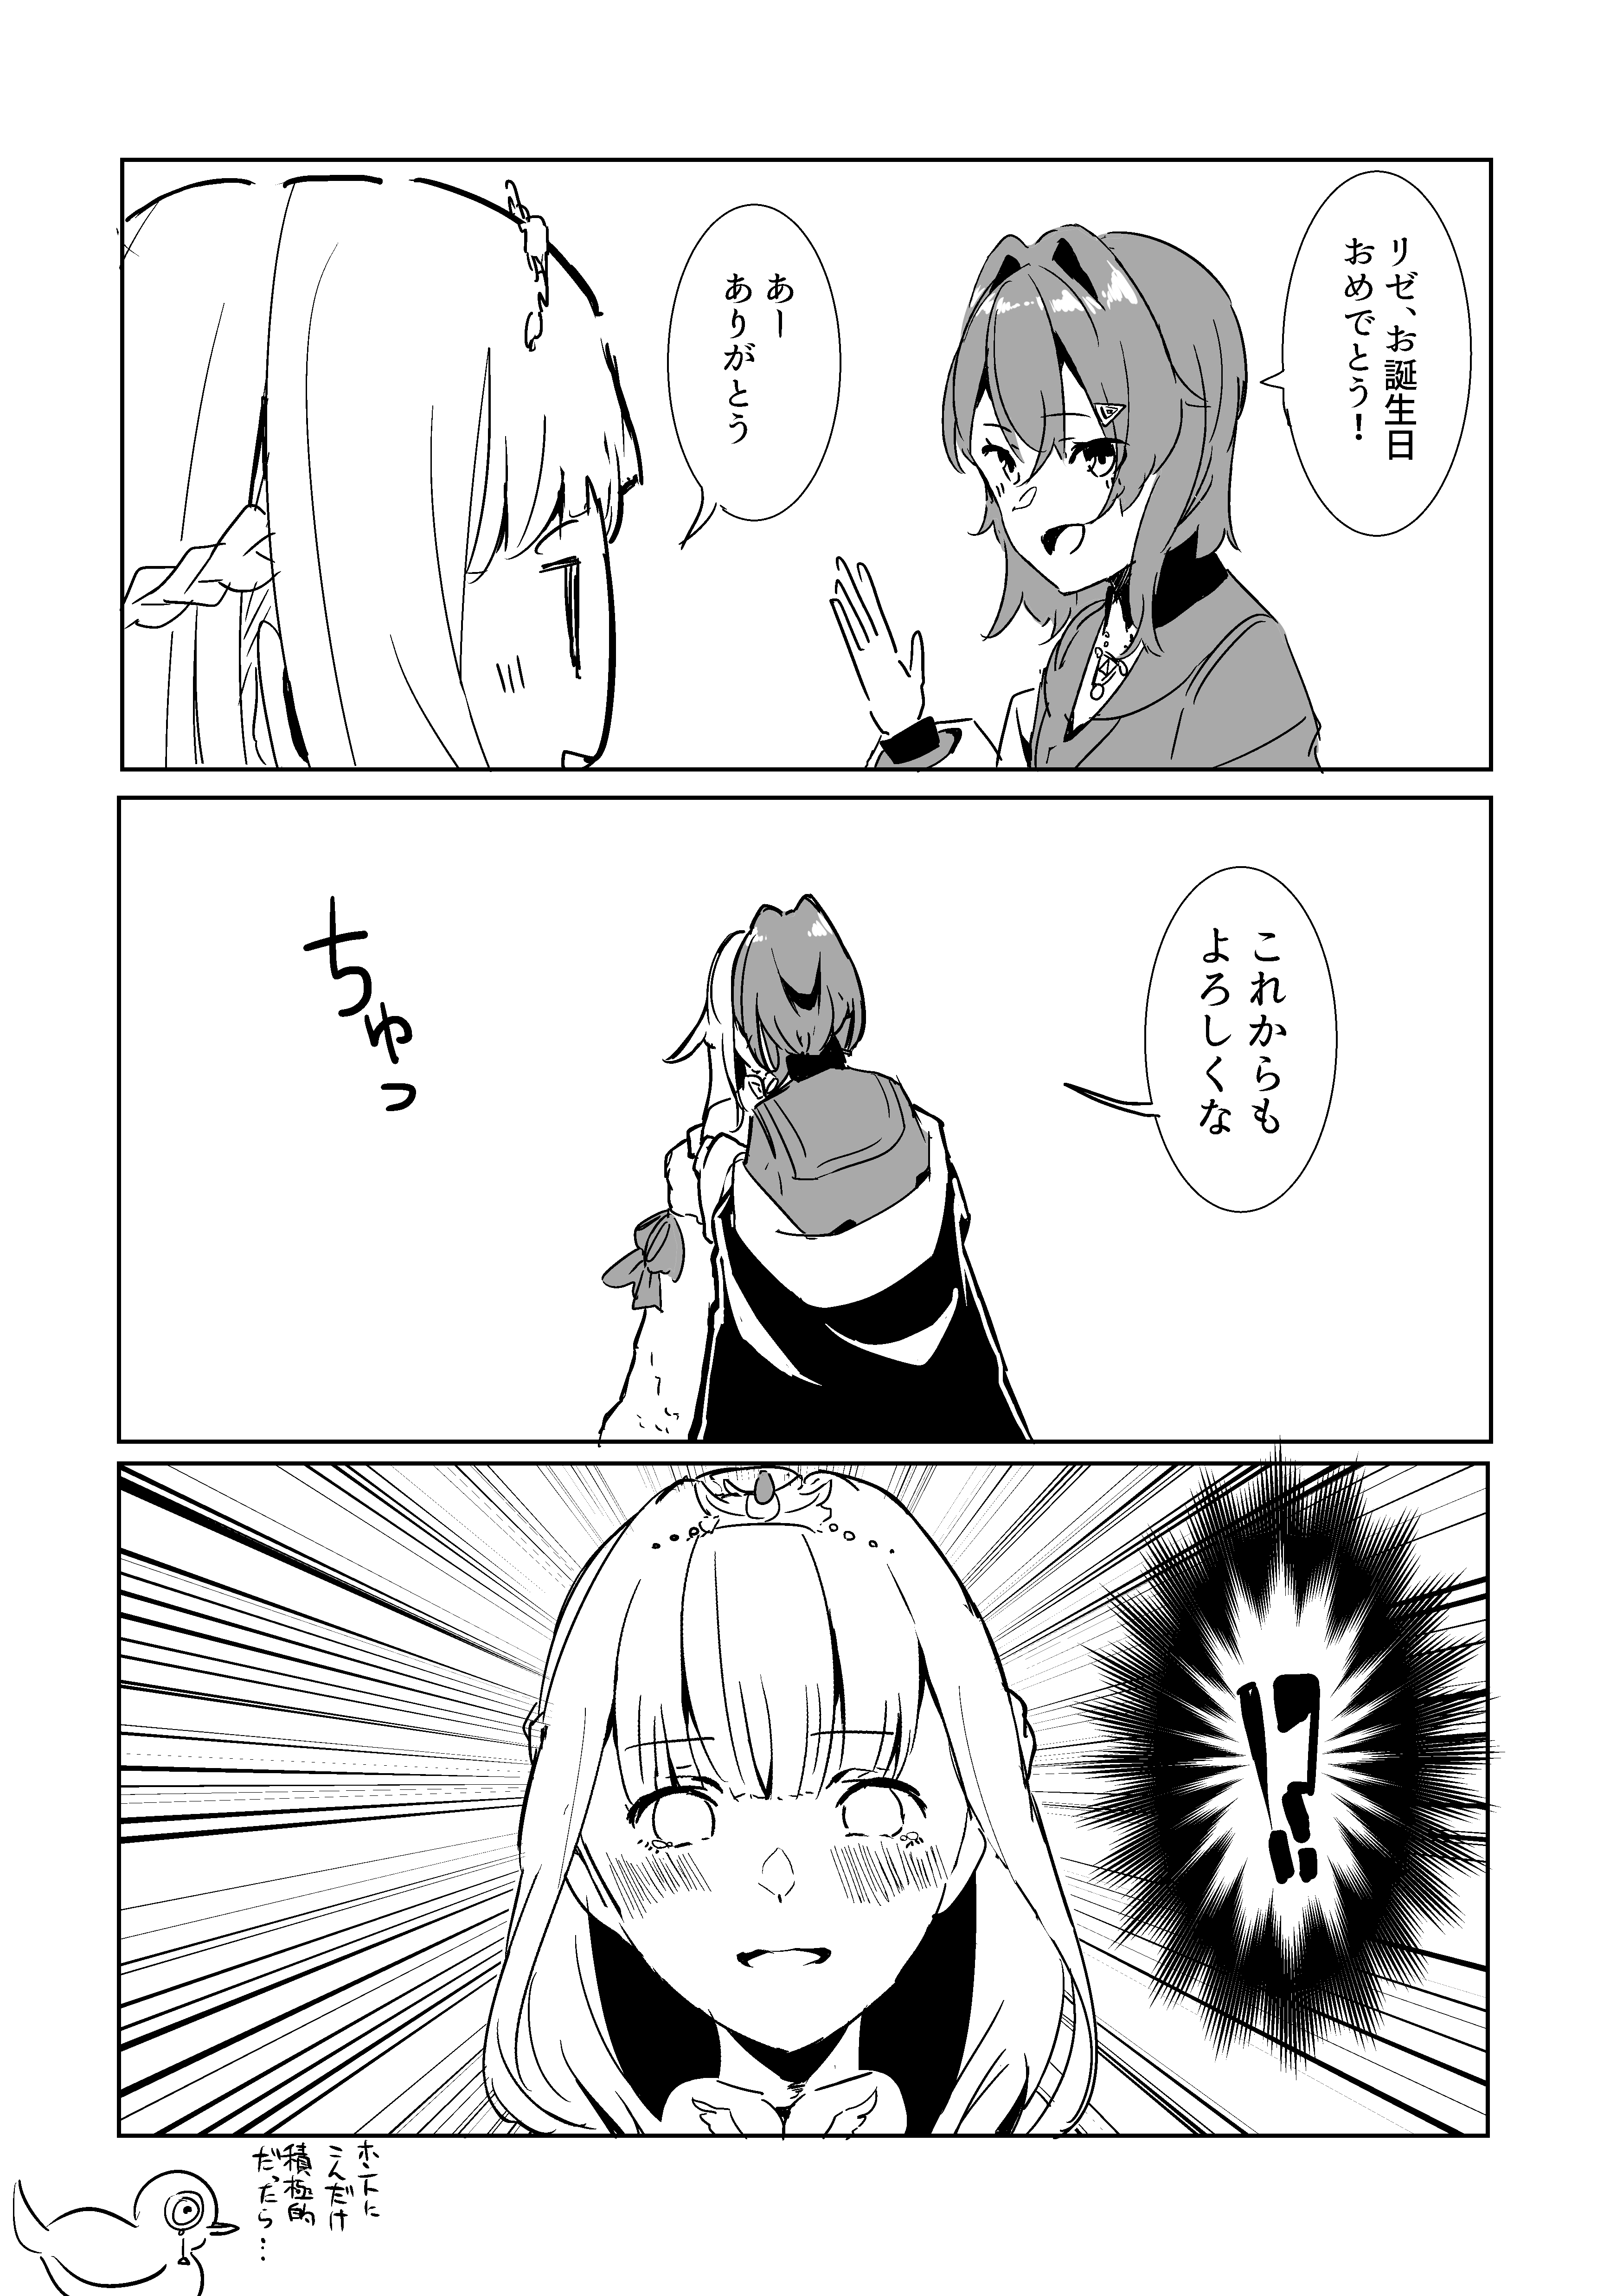 リゼ、お誕生日
おめでとう！
あー
ありがとう
これからも
よろしくな
ちゅっ
!?
ホントに
こんだけ
積極的
だったら…